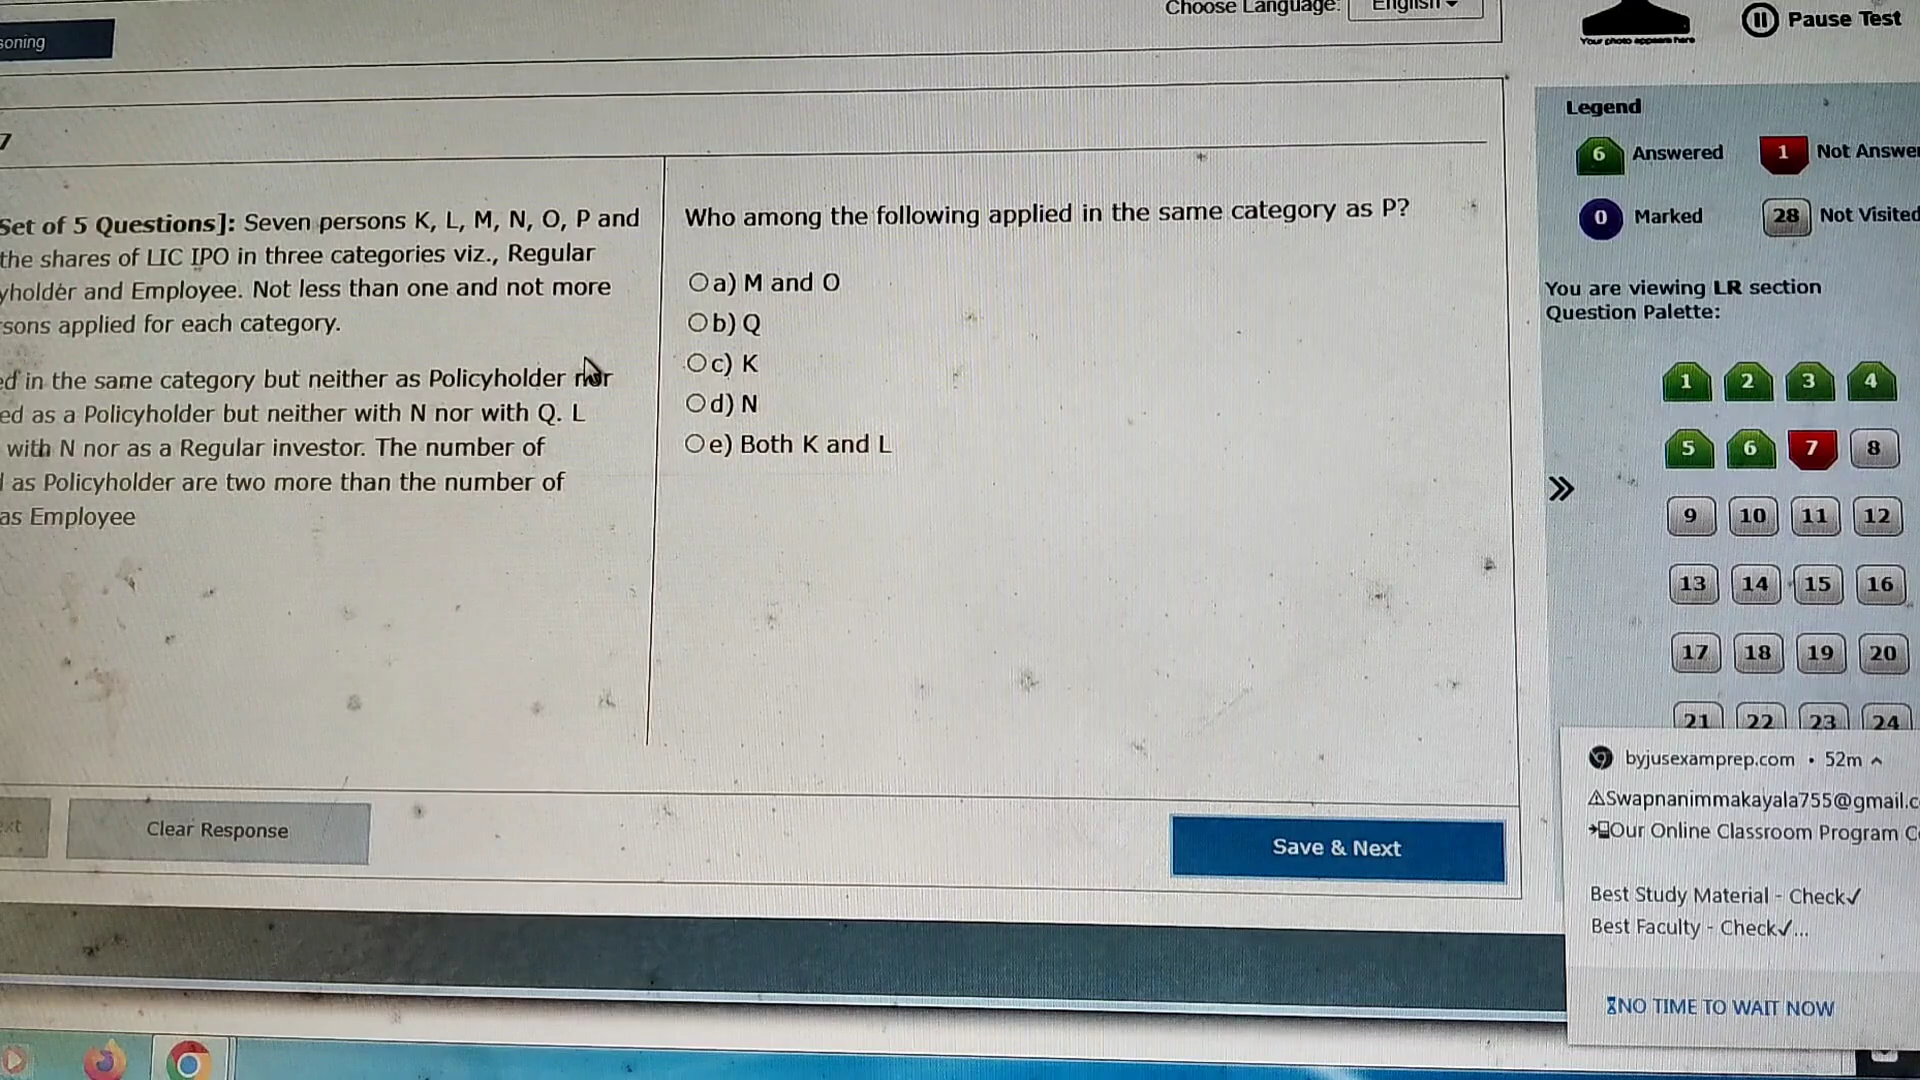 Choose Language: English
Your photo appears here
Pause Test
soning
7
Legend
6 Answered
1 Not Answer
0 Marked
28 Not Visited
Set of 5 Questions]: Seven persons K, L, M, N, O, P and
the shares of LIC IPO in three categories viz., Regular
yholder and Employee. Not less than one and not more
sons applied for each category.
ed in the same category but neither as Policyholder nor
ed as a Policyholder but neither with N nor with Q. L
with N nor as a Regular investor. The number of
as Policyholder are two more than the number of
as Employee
Who among the following applied in the same category as P?
a) M and O
b) Q
c) K
d) N
e) Both K and L
You are viewing LR section
Question Palette:
1 2 3 4
5 6 7 8
9 10 11 12
13 14 15 16
17 18 19 20
21 22 23 24
byjusexamprep.com • 52m
⚠Swapnanimmakayala755@gmail.c
Our Online Classroom Program C
Best Study Material - Check✓
Best Faculty - Check✓...
⌛NO TIME TO WAIT NOW
ext
Clear Response
Save & Next